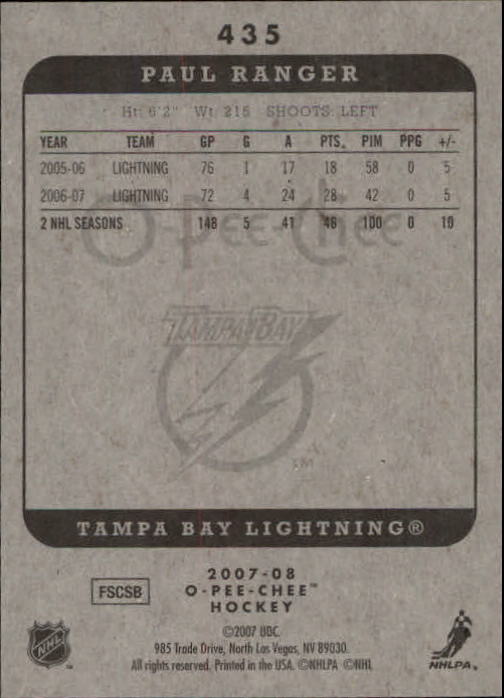 435
PAUL RANGER
Ht: 6'2" Wt: 215 SHOOTS: LEFT
YEAR TEAM GP G A PTS. PIM PPG +/-
2005-06 LIGHTNING 76 1 17 18 58 0 5
2006-07 LIGHTNING 72 4 24 28 42 0 5
2 NHL SEASONS 148 5 41 46 100 0 10
O-PEE-CHEE
TAMPA BAY
TM
TAMPA BAY LIGHTNING®
2007-08
FSCSB O-PEE-CHEE™
HOCKEY
©2007 UDC.
985 Trade Drive, North Las Vegas, NV 89030.
All rights reserved. Printed in the USA. ©NHLPA ©NHL
NHL
NHLPA